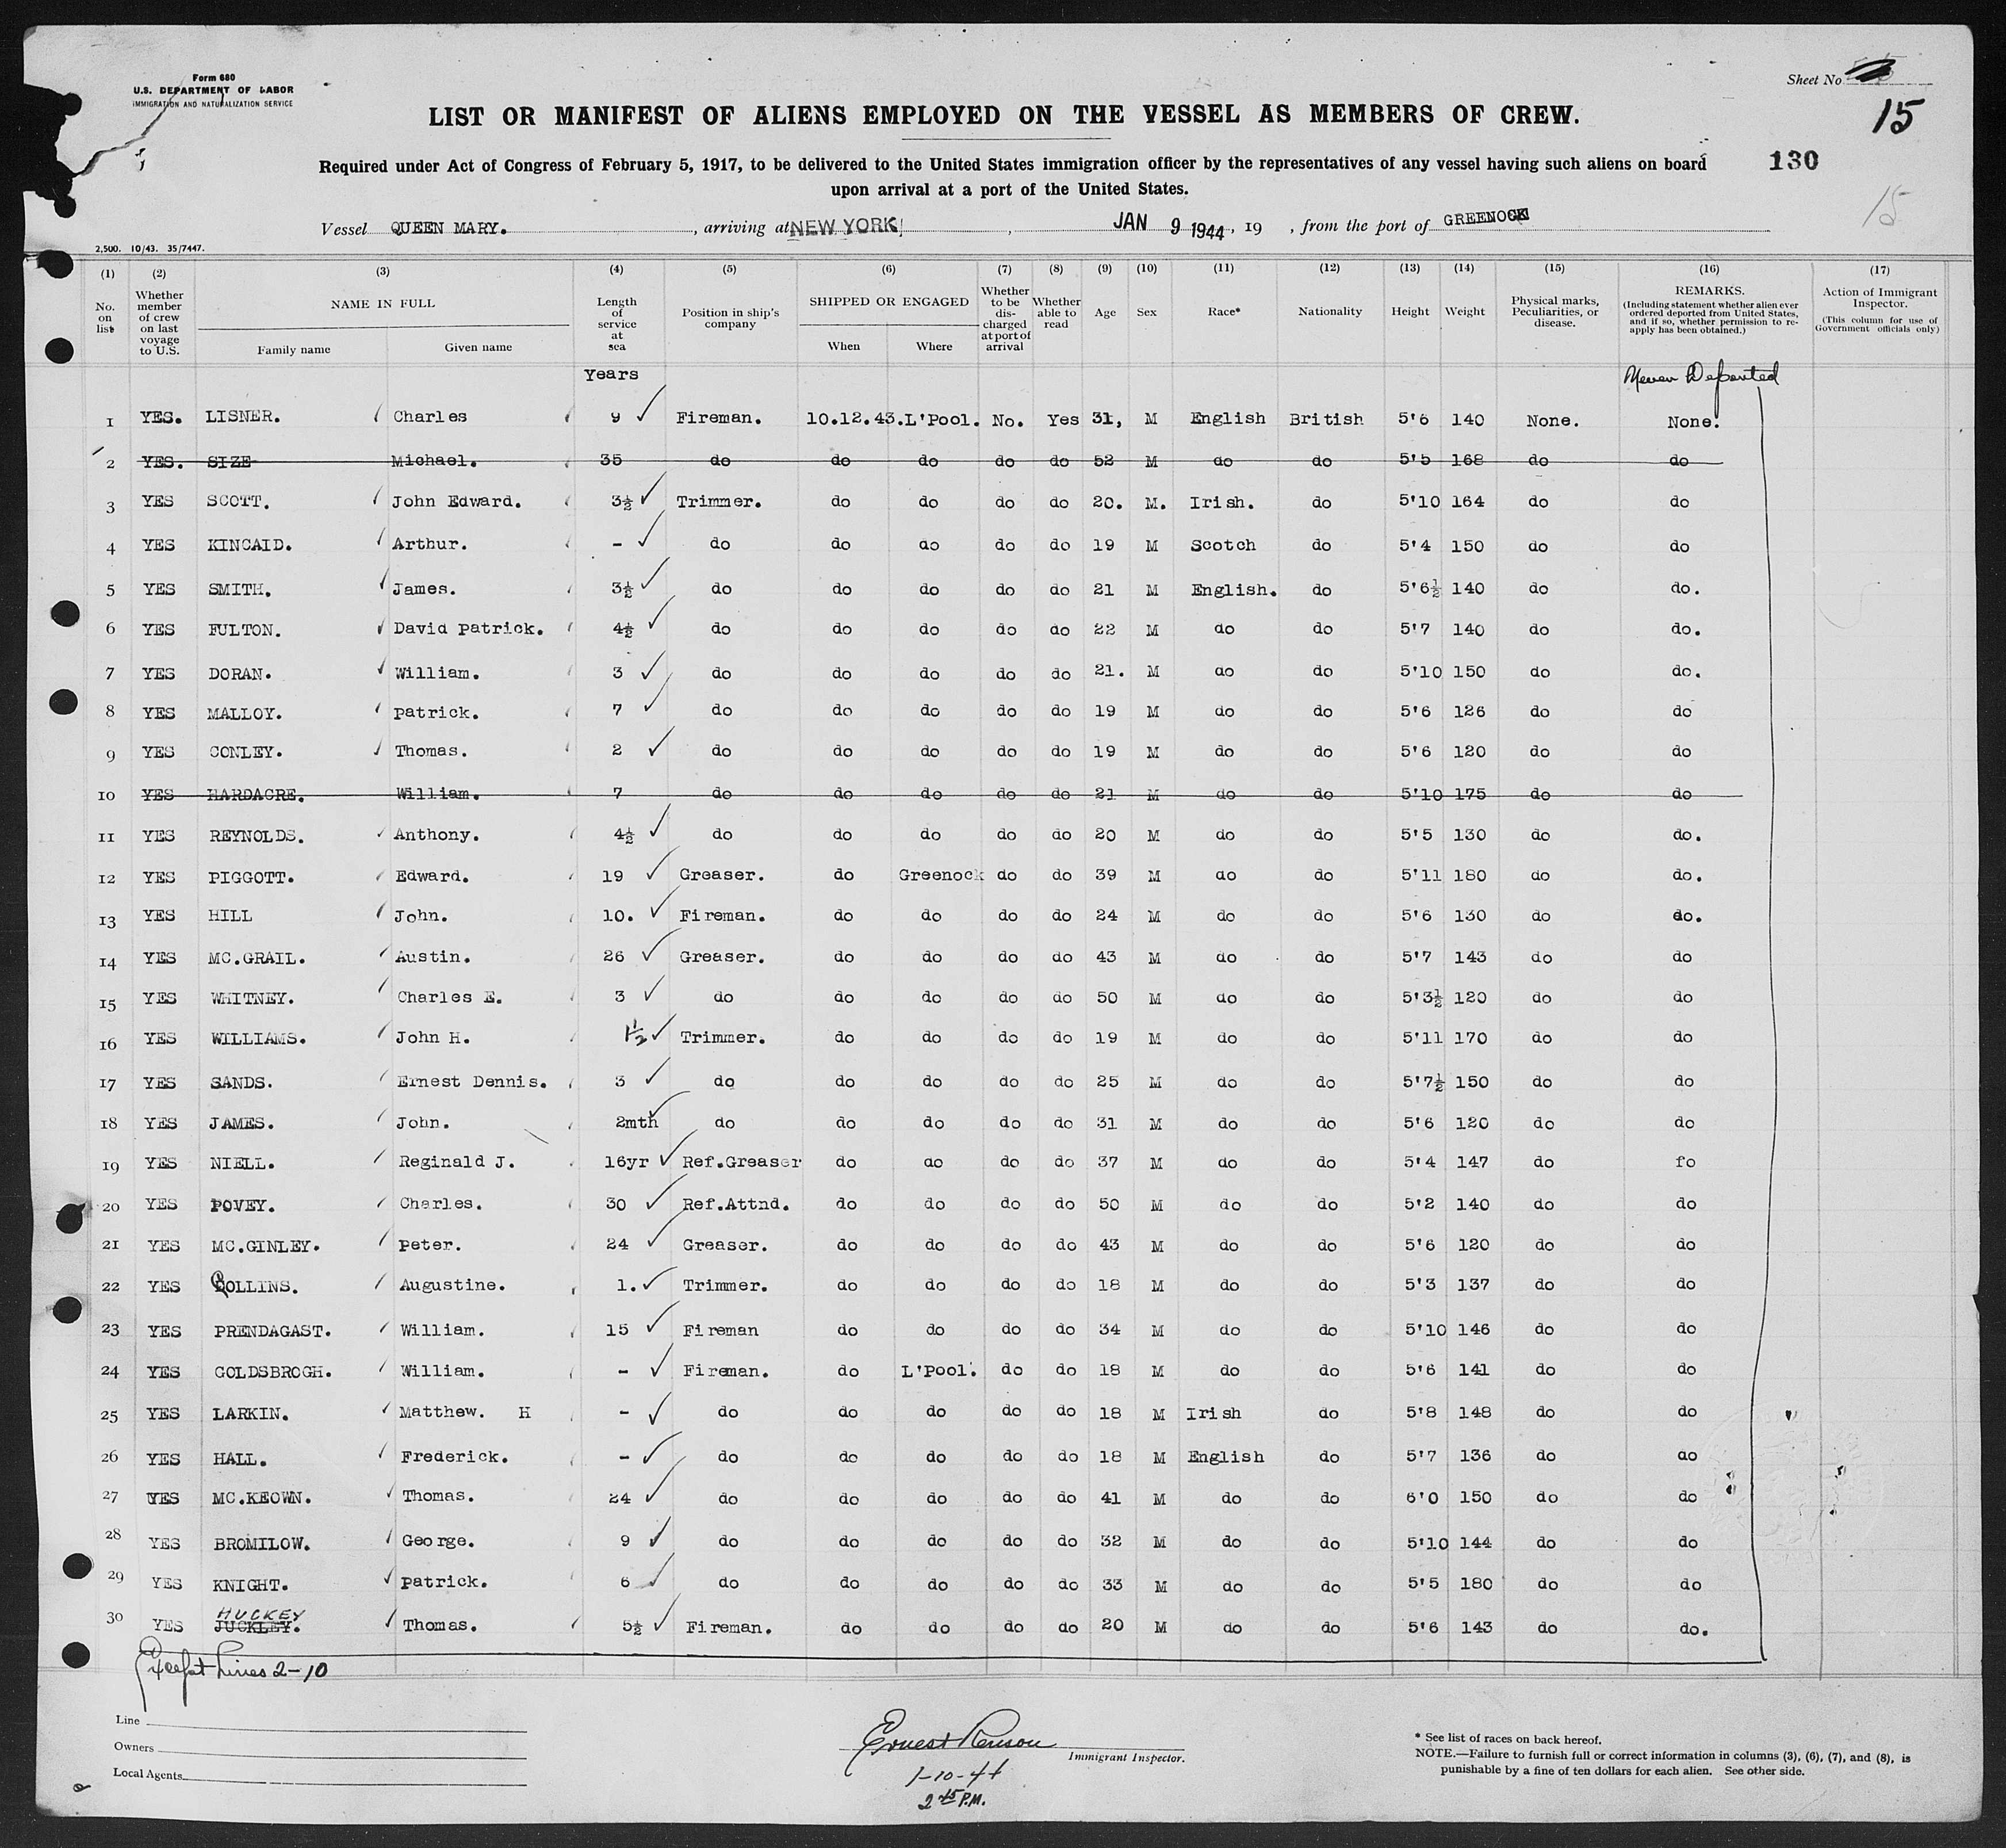 Form 680
U.S. DEPARTMENT OF LABOR
IMMIGRATION AND NATURALIZATION SERVICE
Sheet No.
15
LIST OR MANIFEST OF ALIENS EMPLOYED ON THE VESSEL AS MEMBERS OF CREW.
Required under Act of Congress of February 5, 1917, to be delivered to the United States immigration officer by the representatives of any vessel having such aliens on board
130
upon arrival at a port of the United States.
15
Vessel QUEEN MARY. , arriving at NEW YORK , JAN 9 1944, 19 , from the port of GREENOCK
2,500. 10/43. 35/7447.
(1) (2) (3) (4) (5) (6) (7) (8) (9) (10) (11) (12) (13) (14) (15) (16) (17)
No. on list Whether member of crew on last voyage to U.S. NAME IN FULL Family name Given name Length of service at sea Position in ship's company SHIPPED OR ENGAGED When Where Whether to be discharged at port of arrival Whether able to read Age Sex Race* Nationality Height Weight Physical marks, Peculiarities, or disease. REMARKS. (Including statement whether alien ever ordered deported from United States, and if so, whether permission to re-apply has been obtained.) Action of Immigrant Inspector. (This column for use of Government officials only)
Years Never Deported
1 YES. LISNER. Charles 9 Fireman. 10.12.43. L'Pool. No. Yes 31, M English British 5'6 140 None. None.
2 YES. SIZE Michael. 35 do do do do do 52 M do do 5'5 168 do do
3 YES SCOTT. John Edward. 3½ Trimmer. do do do do 20. M. Irish. do 5'10 164 do do
4 YES KINCAID. Arthur. - do do do do do 19 M Scotch do 5'4 150 do do
5 YES SMITH. James. 3½ do do do do do 21 M English. do 5'6½ 140 do do.
6 YES FULTON. David Patrick. 4½ do do do do do 22 M do do 5'7 140 do do.
7 YES DORAN. William. 3 do do do do do 21. M do do 5'10 150 do do.
8 YES MALLOY. Patrick. 7 do do do do do 19 M do do 5'6 126 do do
9 YES CONLEY. Thomas. 2 do do do do do 19 M do do 5'6 120 do do
10 YES HARDACRE. William. 7 do do do do do 21 M do do 5'10 175 do do
11 YES REYNOLDS. Anthony. 4½ do do do do do 20 M do do 5'5 130 do do.
12 YES PIGGOTT. Edward. 19 Greaser. do Greenock do do 39 M do do 5'11 180 do do.
13 YES HILL John. 10. Fireman. do do do do 24 M do do 5'6 130 do do.
14 YES MC.GRAIL. Austin. 26 Greaser. do do do do 43 M do do 5'7 143 do do
15 YES WHITNEY. Charles E. 3 do do do do do 50 M do do 5'3½ 120 do do
16 YES WILLIAMS. John H. 1½ Trimmer. do do do do 19 M do do 5'11 170 do do
17 YES SANDS. Ernest Dennis. 3 do do do do do 25 M do do 5'7½ 150 do do
18 YES JAMES. John. 2mth do do do do do 31 M do do 5'6 120 do do
19 YES NIELL. Reginald J. 16yr Ref.Greaser do do do do 37 M do do 5'4 147 do fo
20 YES POVEY. Charles. 30 Ref.Attnd. do do do do 50 M do do 5'2 140 do do
21 YES MC.GINLEY. Peter. 24 Greaser. do do do do 43 M do do 5'6 120 do do
22 YES COLLINS. Augustine. 1. Trimmer. do do do do 18 M do do 5'3 137 do do
23 YES PRENDAGAST. William. 15 Fireman do do do do 34 M do do 5'10 146 do do
24 YES GOLDSBROGH. William. - Fireman. do L'Pool. do do 18 M do do 5'6 141 do do
25 YES LARKIN. Matthew. H - do do do do do 18 M Irish do 5'8 148 do do
26 YES HALL. Frederick. - do do do do do 18 M English do 5'7 136 do do
27 YES MC.KEOWN. Thomas. 24 do do do do do 41 M do do 6'0 150 do do
28 YES BROMILOW. George. 9 do do do do do 32 M do do 5'10 144 do do
29 YES KNIGHT. Patrick. 6 do do do do do 33 M do do 5'5 180 do do
HUCKEY
30 YES JUCKLEY. Thomas. 5½ Fireman. do do do do 20 M do do 5'6 143 do do.
Except Lines 2-10
Line
Owners
Local Agents
Ernest Renson
Immigrant Inspector.
1-10-44
2 45 P.M.
* See list of races on back hereof.
NOTE.—Failure to furnish full or correct information in columns (3), (6), (7), and (8), is
punishable by a fine of ten dollars for each alien. See other side.